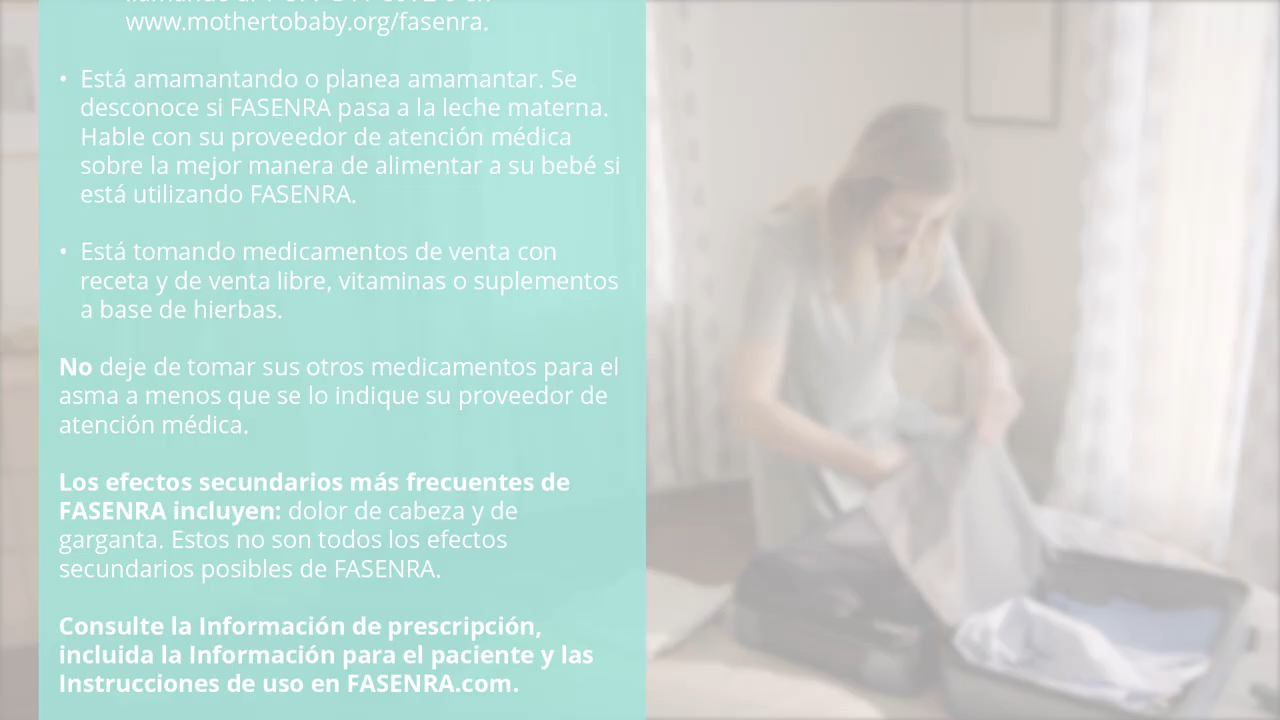 www.mothertobaby.org/fasenra.
• Está amamantando o planea amamantar. Se
desconoce si FASENRA pasa a la leche materna.
Hable con su proveedor de atención médica
sobre la mejor manera de alimentar a su bebé si
está utilizando FASENRA.
• Está tomando medicamentos de venta con
receta y de venta libre, vitaminas o suplementos
a base de hierbas.
No deje de tomar sus otros medicamentos para el
asma a menos que se lo indique su proveedor de
atención médica.
Los efectos secundarios más frecuentes de
FASENRA incluyen: dolor de cabeza y de
garganta. Estos no son todos los efectos
secundarios posibles de FASENRA.
Consulte la Información de prescripción,
incluida la Información para el paciente y las
Instrucciones de uso en FASENRA.com.